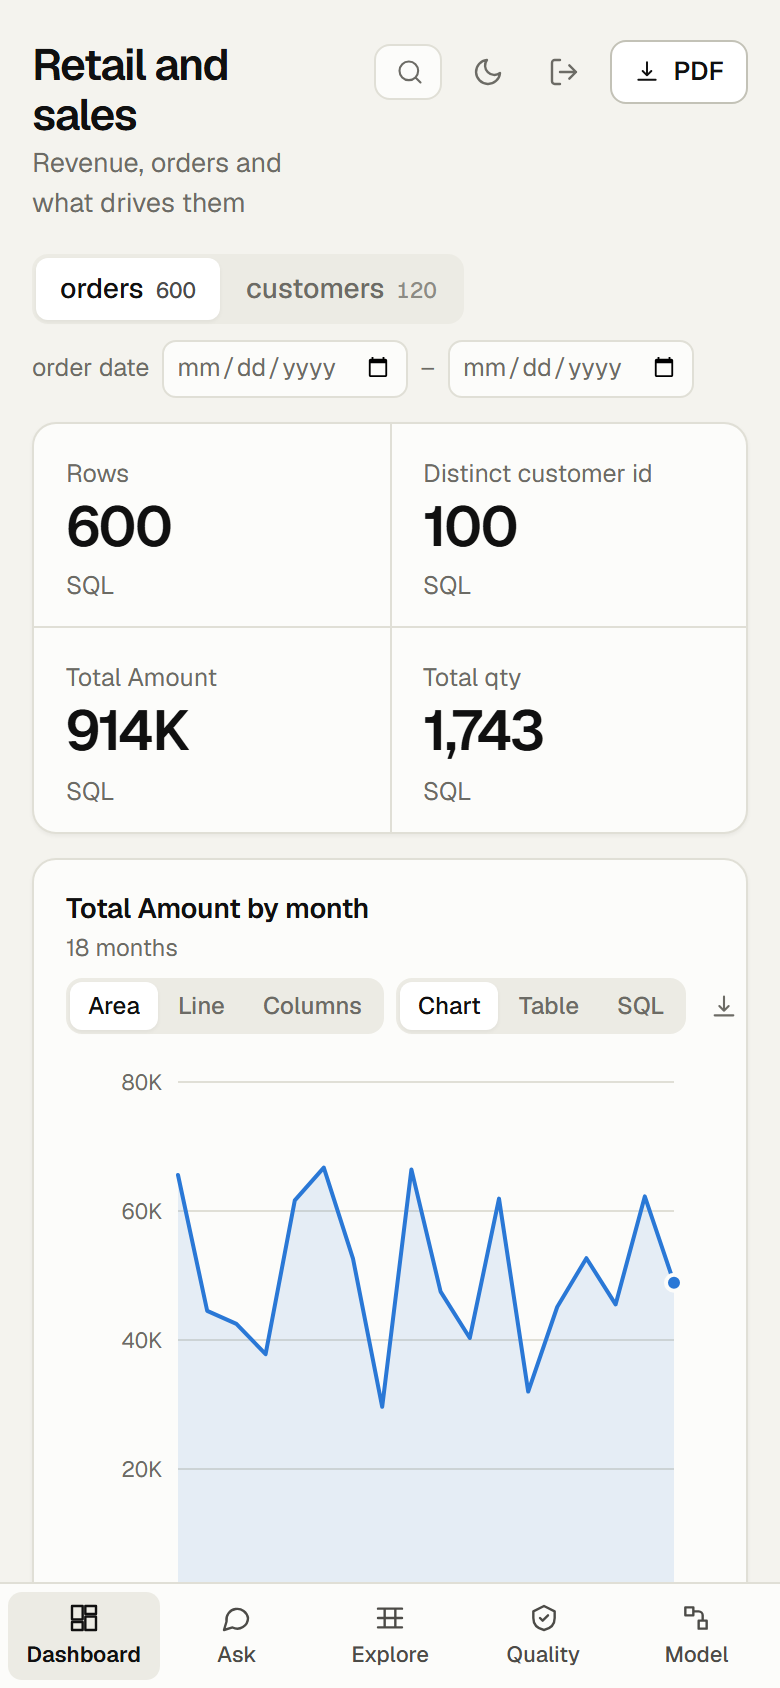 Retail and
sales
PDF
Revenue, orders and
what drives them
orders 600 customers 120
order date mm/dd/yyyy – mm/dd/yyyy
Rows
600
SQL
Distinct customer id
100
SQL
Total Amount
914K
SQL
Total qty
1,743
SQL
Total Amount by month
18 months
Area Line Columns Chart Table SQL
80K
60K
40K
20K
Dashboard Ask Explore Quality Model